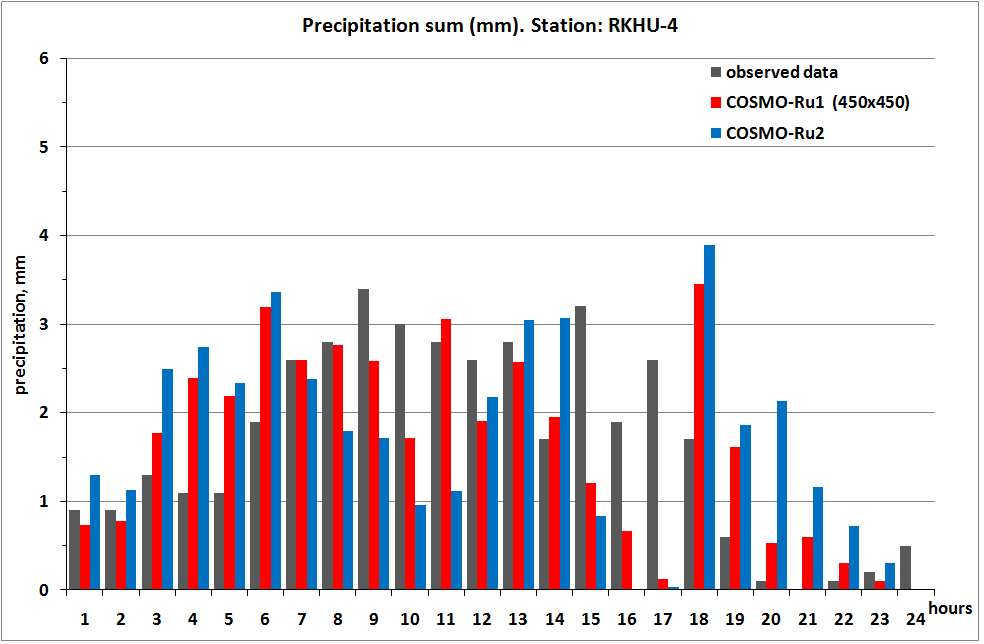 Precipitation sum (mm). Station: RKHU-4
observed data
COSMO-Ru1 (450x450)
COSMO-Ru2
precipitation, mm
6
5
4
3
2
1
0
1 2 3 4 5 6 7 8 9 10 11 12 13 14 15 16 17 18 19 20 21 22 23 24
hours